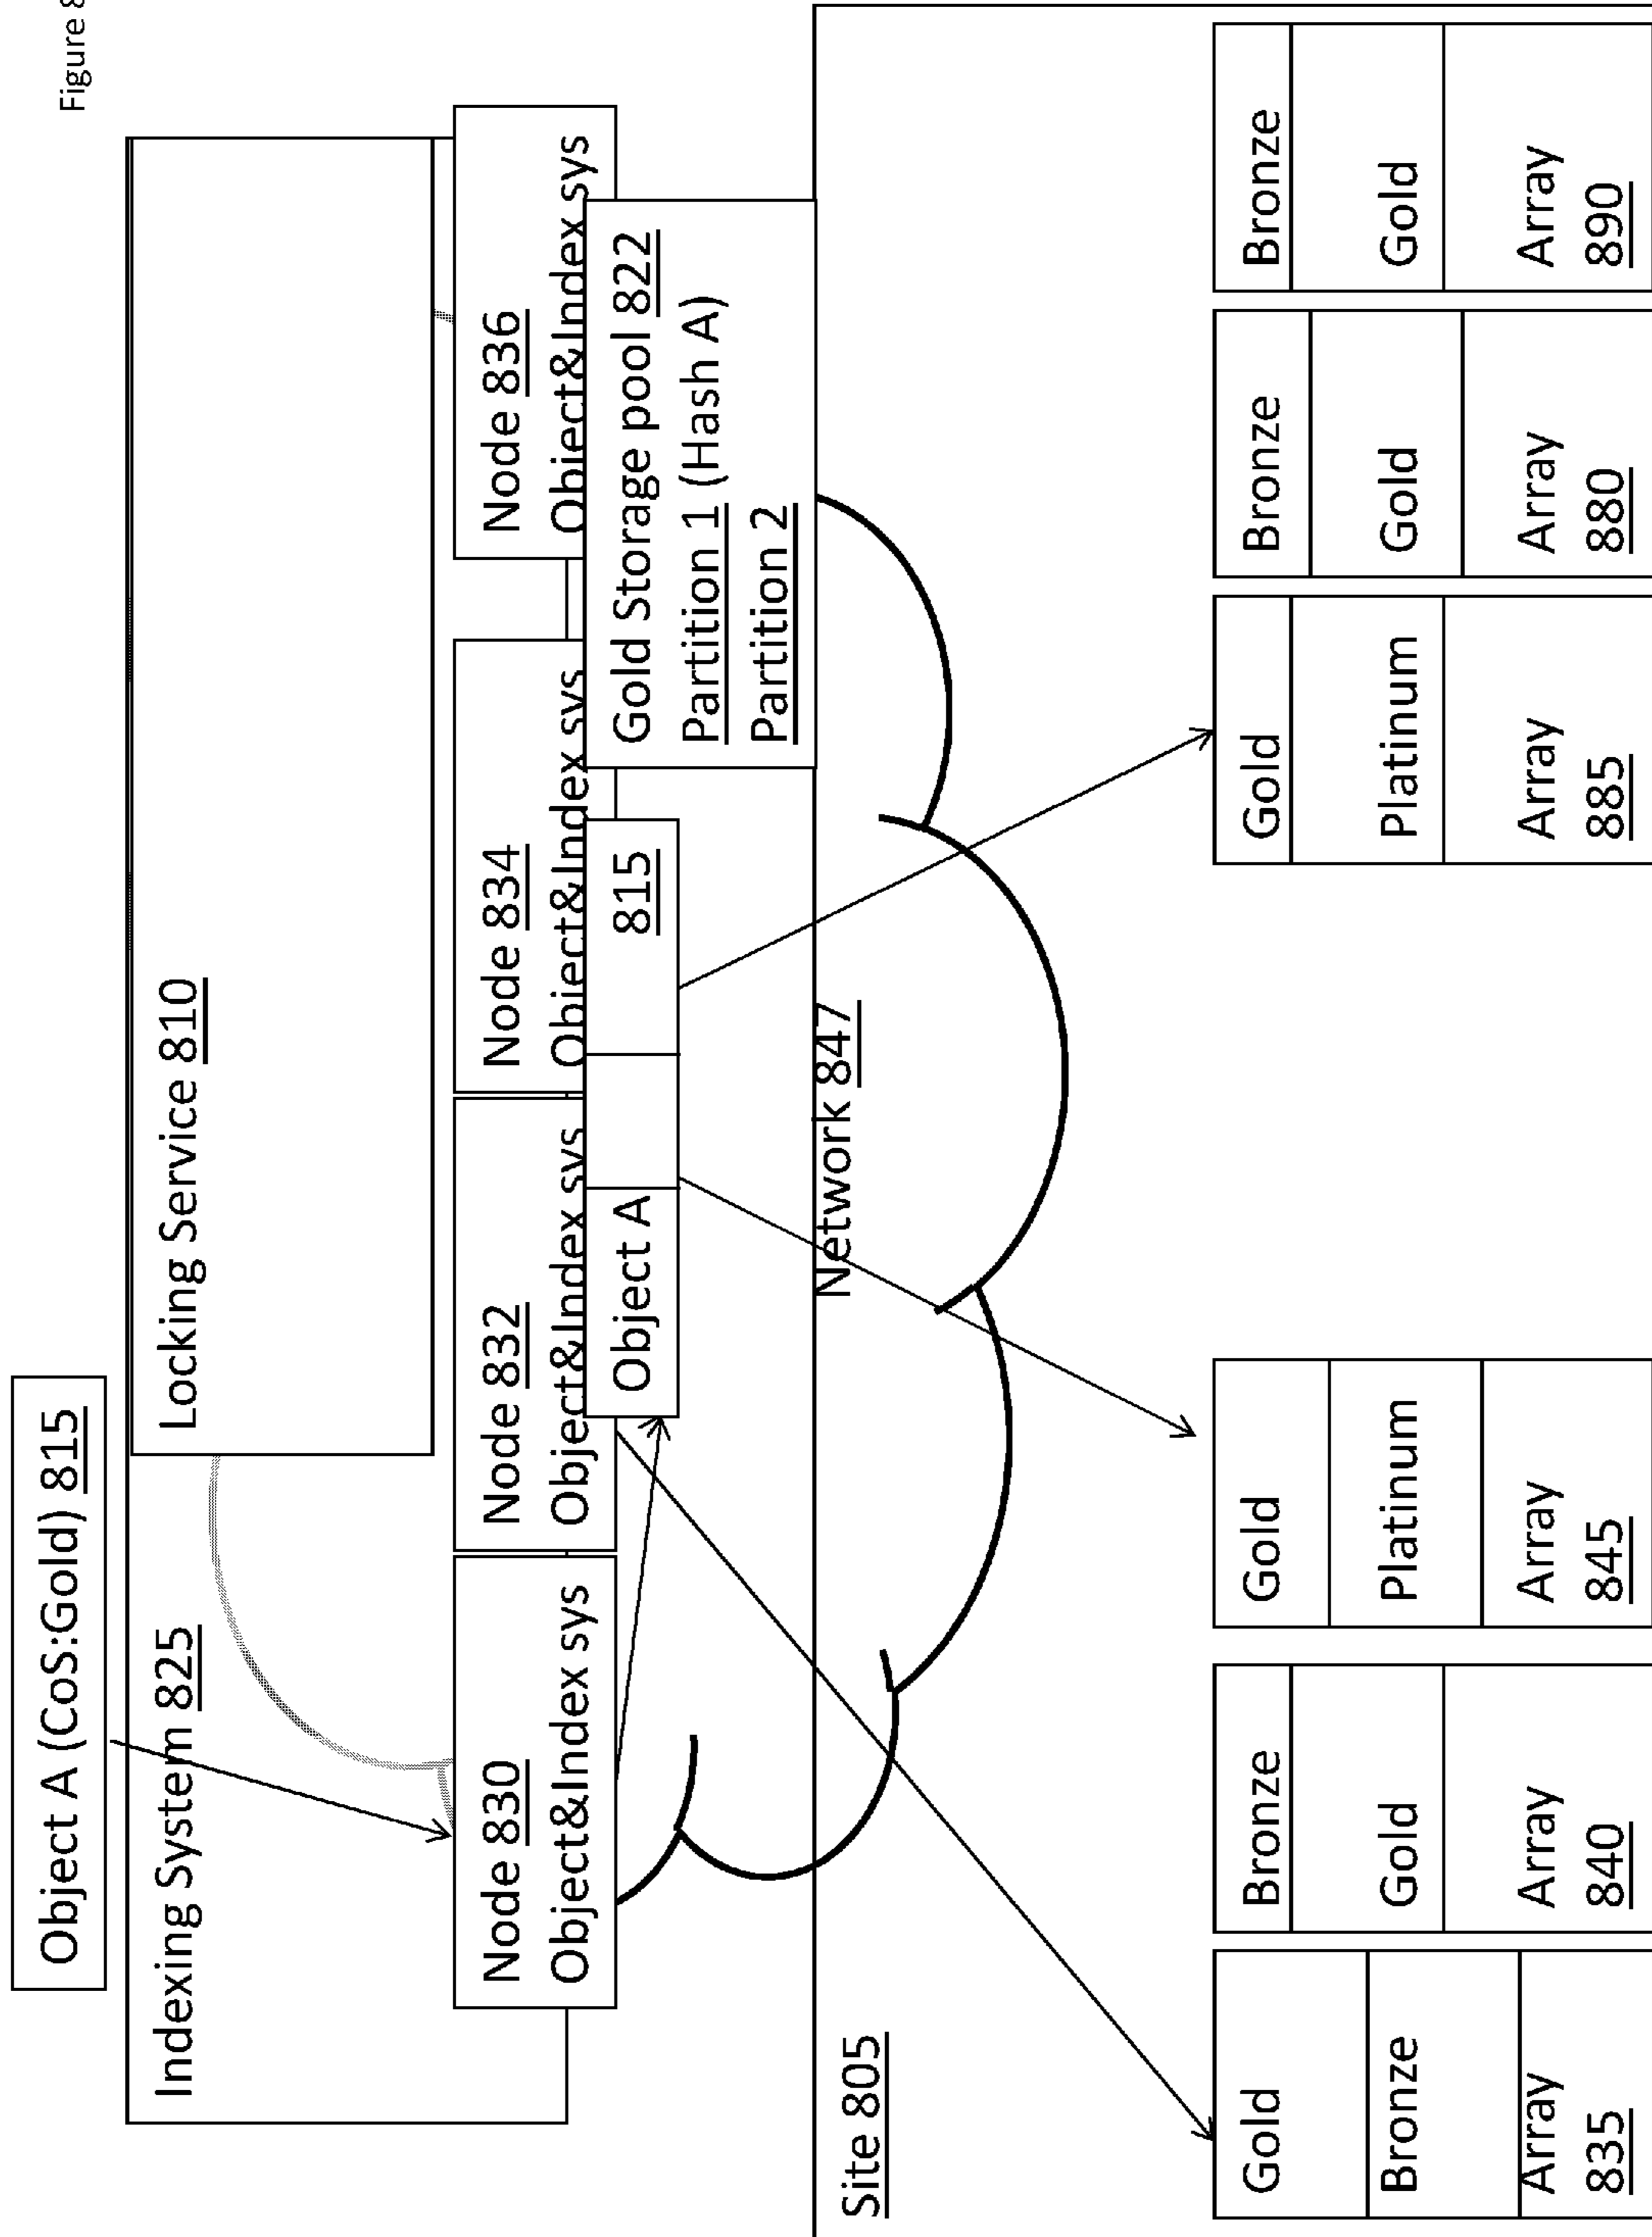 Figure 8
Object A (CoS:Gold) 815
Indexing System 825
Locking Service 810
Node 830
Object&Index sys
Node 832
Object&Index sys
Node 834
Object&Index sys
Node 836
Object&Index sys
Object A
815
Gold Storage pool 822
Partition 1 (Hash A)
Partition 2
Site 805
Network 847
Gold
Bronze
Array
835
Bronze
Gold
Array
840
Gold
Platinum
Array
845
Gold
Platinum
Array
885
Bronze
Gold
Array
880
Bronze
Gold
Array
890